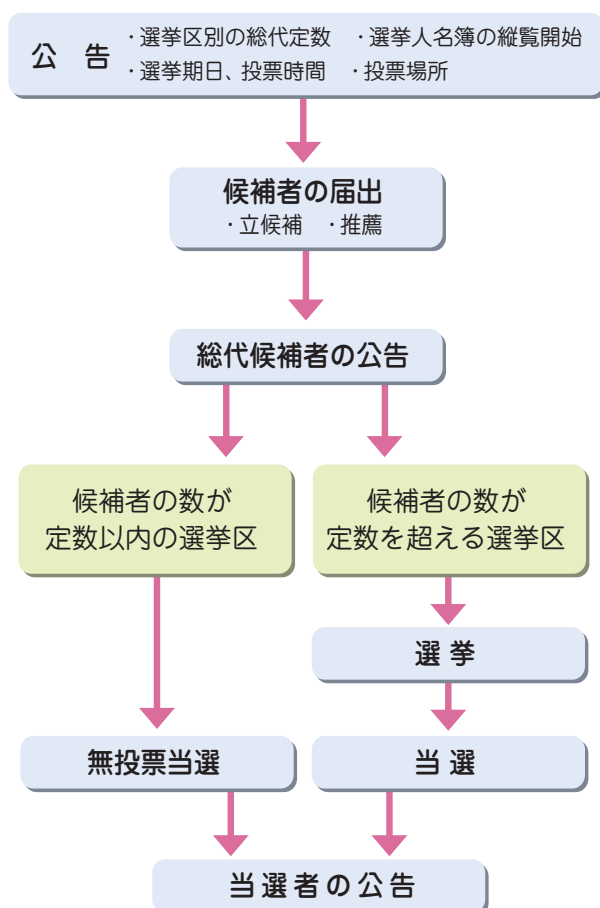 公 告 ・選挙区別の総代定数 ・選挙人名簿の縦覧開始
・選挙期日、投票時間 ・投票場所
候補者の届出
・立候補 ・推薦
総代候補者の公告
候補者の数が
定数以内の選挙区
候補者の数が
定数を超える選挙区
選 挙
無投票当選
当 選
当選者の公告